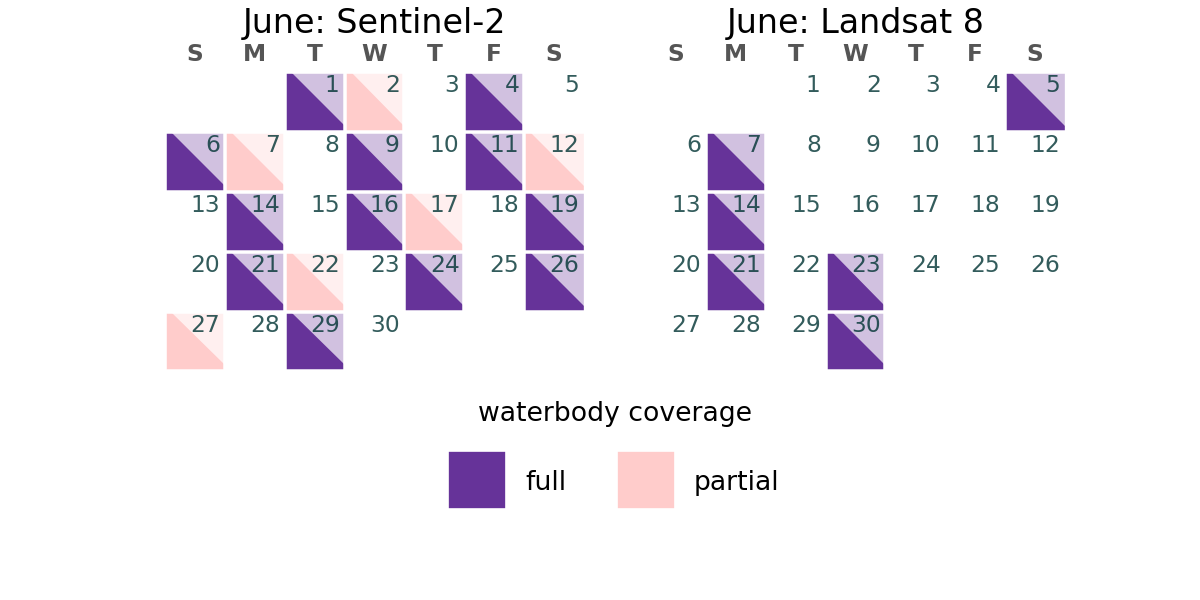 June: Sentinel-2
S M T W T F S
1 2 3 4 5
6 7 8 9 10 11 12
13 14 15 16 17 18 19
20 21 22 23 24 25 26
27 28 29 30
June: Landsat 8
S M T W T F S
1 2 3 4 5
6 7 8 9 10 11 12
13 14 15 16 17 18 19
20 21 22 23 24 25 26
27 28 29 30
waterbody coverage
full
partial